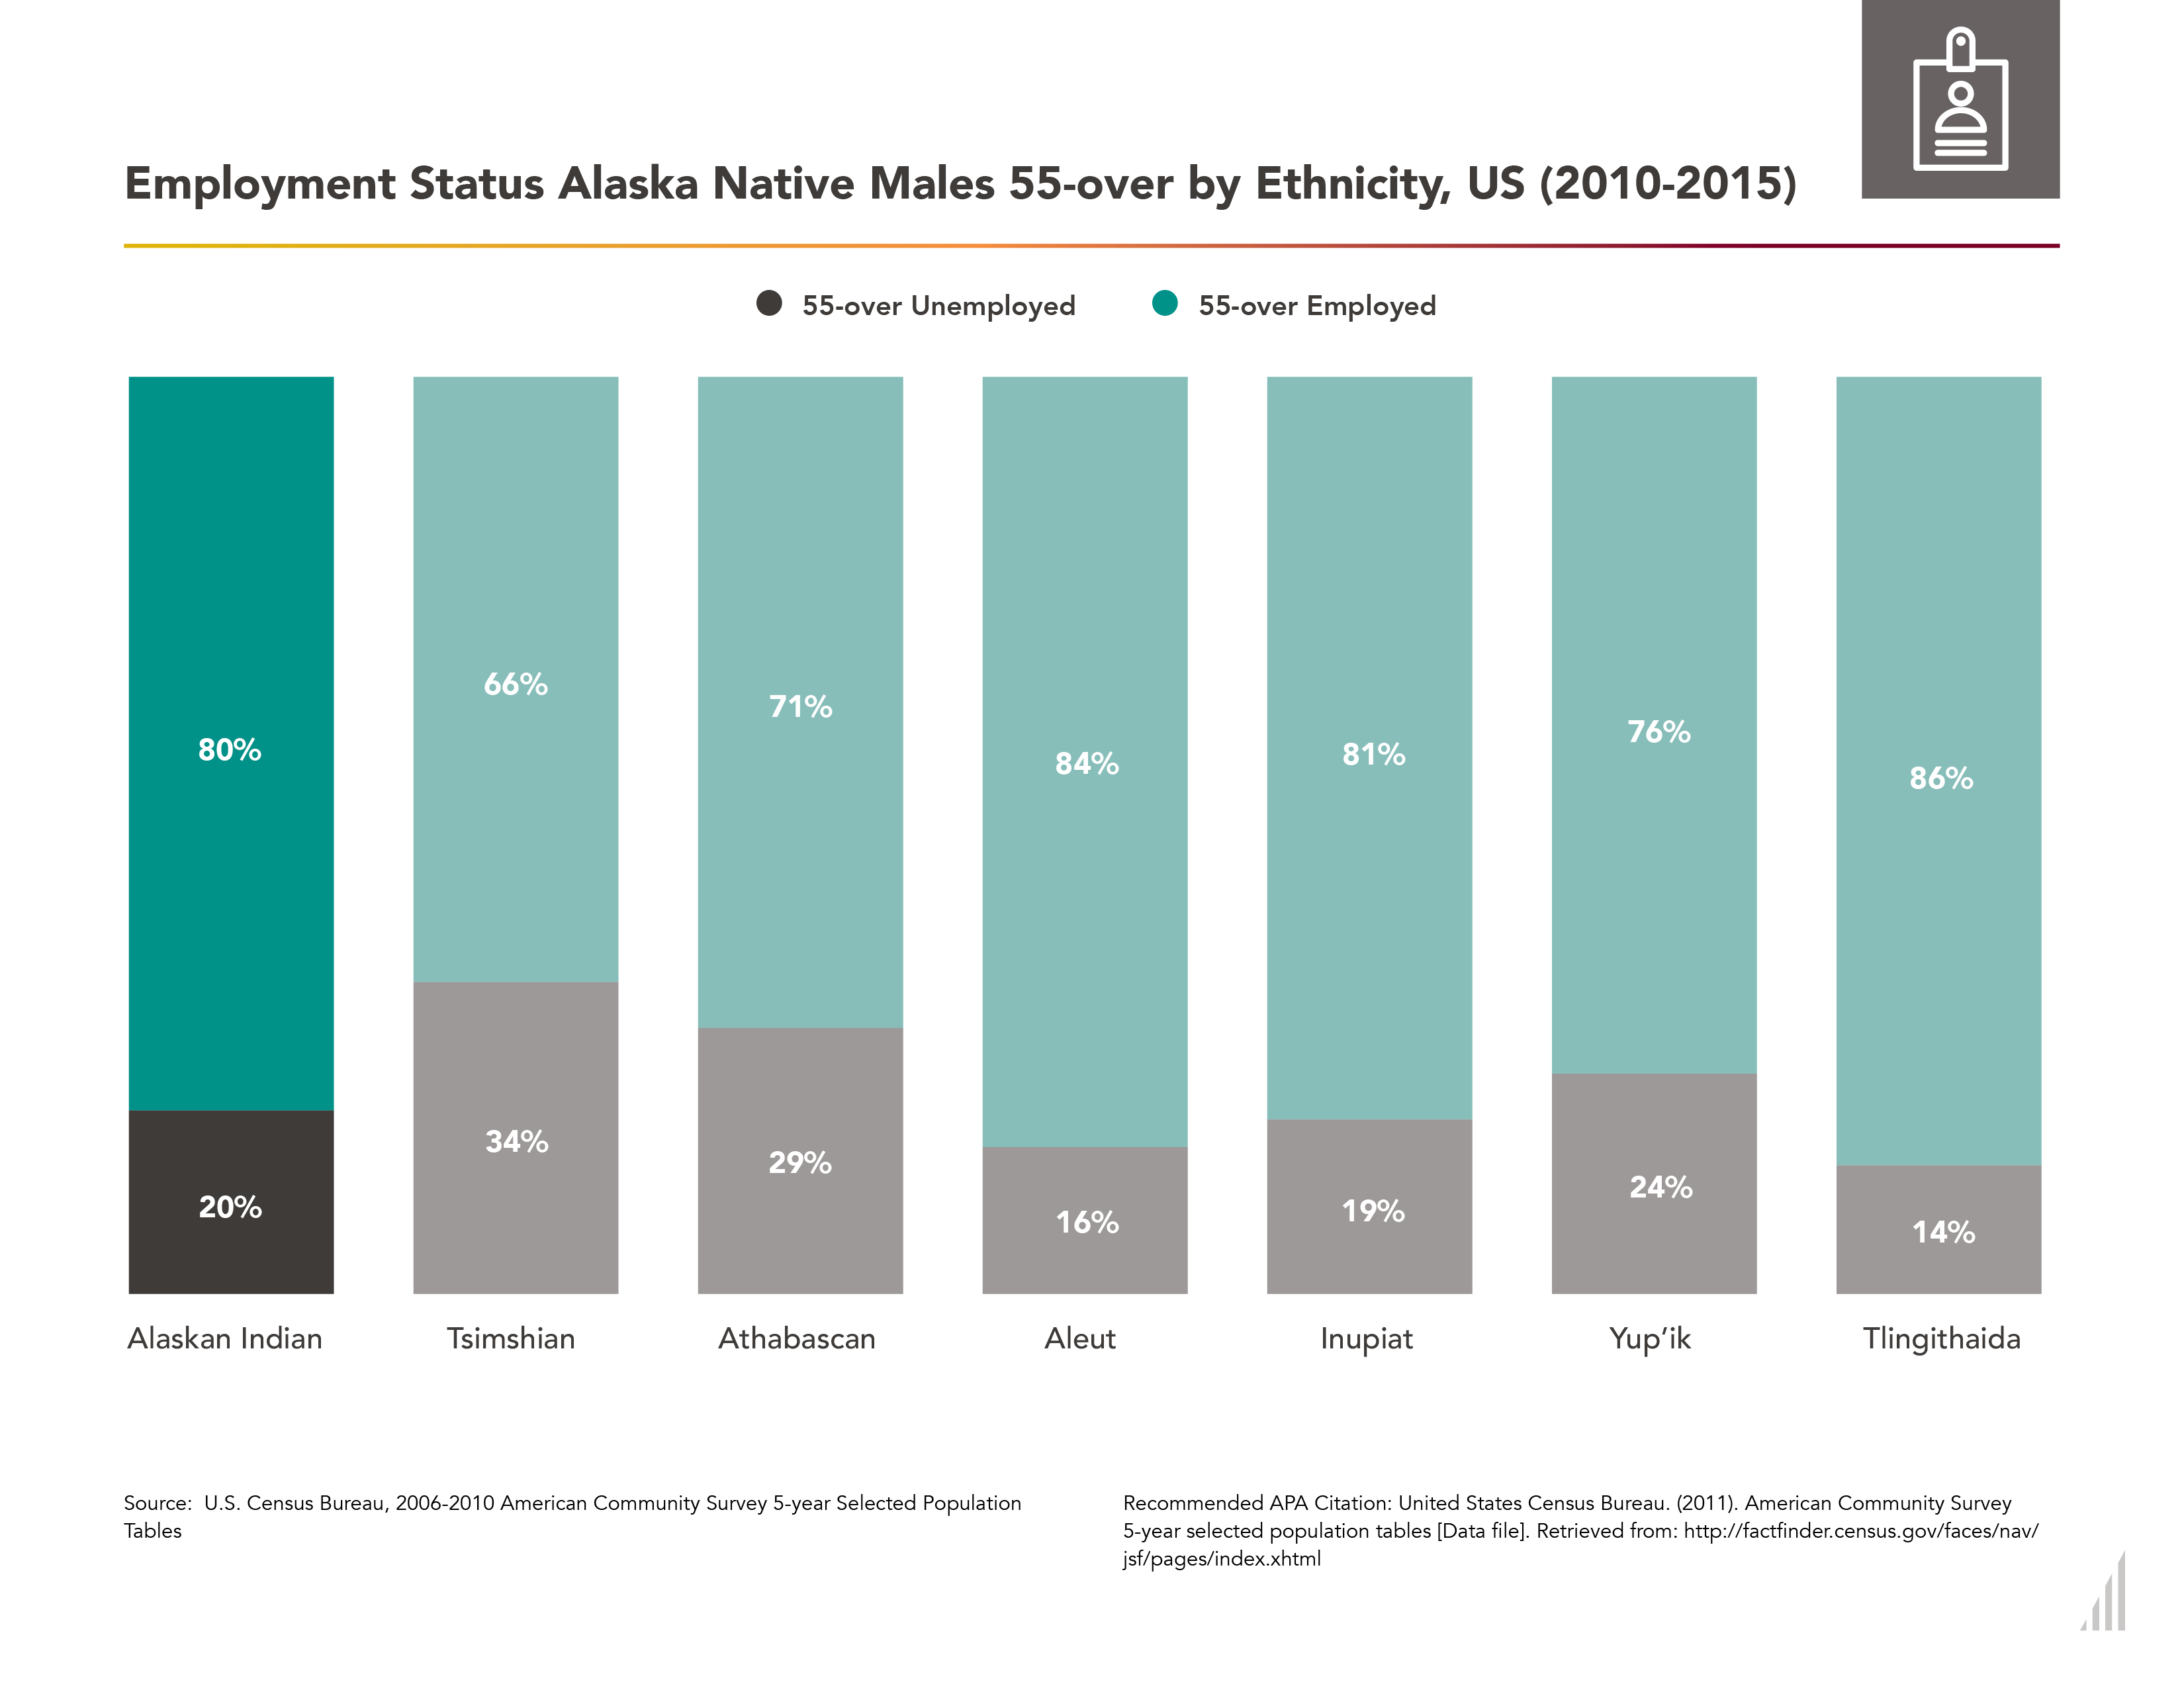 Employment Status Alaska Native Males 55-over by Ethnicity, US (2010-2015)
55-over Unemployed
55-over Employed
80%
66%
71%
84%
81%
76%
86%
20%
34%
29%
16%
19%
24%
14%
Alaskan Indian
Tsimshian
Athabascan
Aleut
Inupiat
Yup’ik
Tlingithaida
Source:  U.S. Census Bureau, 2006-2010 American Community Survey 5-year Selected Population
Tables
Recommended APA Citation: United States Census Bureau. (2011). American Community Survey
5-year selected population tables [Data file]. Retrieved from: http://factfinder.census.gov/faces/nav/
jsf/pages/index.xhtml